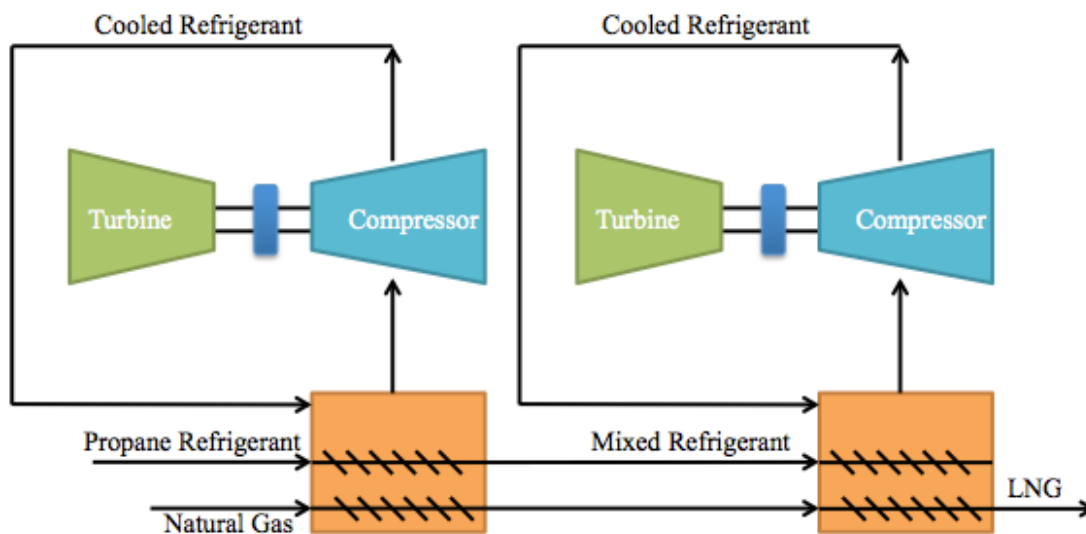 Cooled Refrigerant
Cooled Refrigerant
Turbine
Compressor
Turbine
Compressor
Propane Refrigerant
Mixed Refrigerant
LNG
Natural Gas